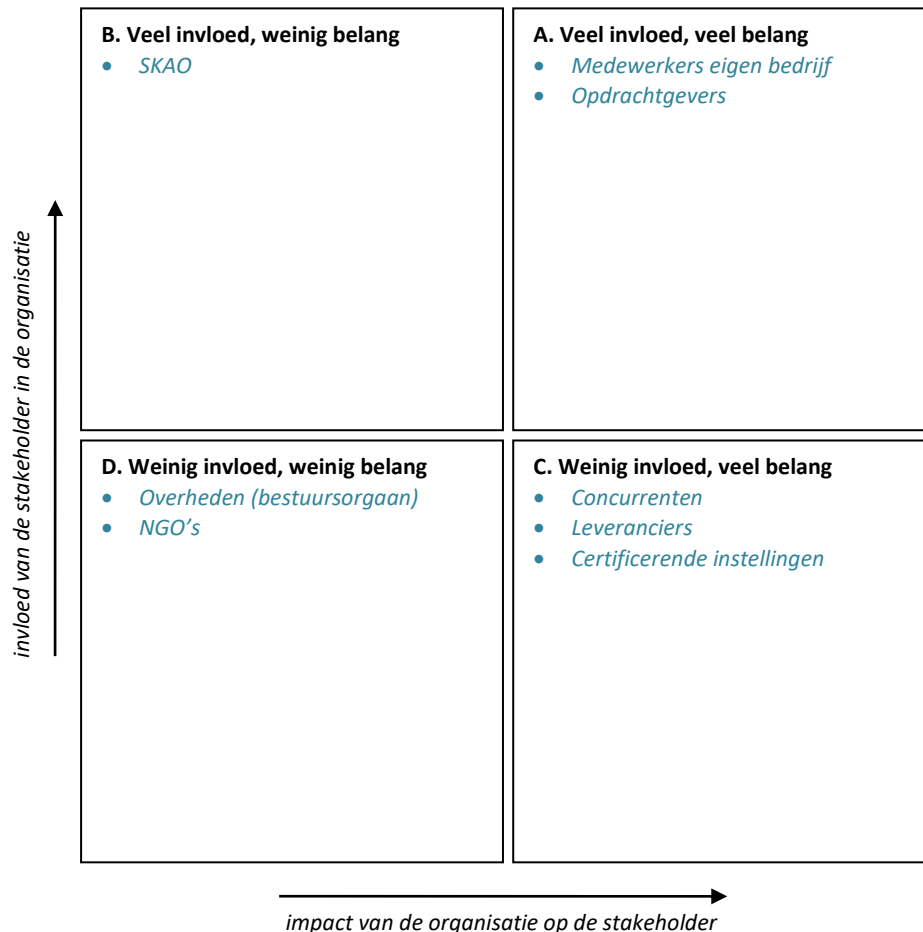 B. Veel invloed, weinig belang
• SKAO
A. Veel invloed, veel belang
• Medewerkers eigen bedrijf
• Opdrachtgevers
invloed van de stakeholder in de organisatie
D. Weinig invloed, weinig belang
• Overheden (bestuursorgaan)
• NGO’s
C. Weinig invloed, veel belang
• Concurrenten
• Leveranciers
• Certificerende instellingen
impact van de organisatie op de stakeholder